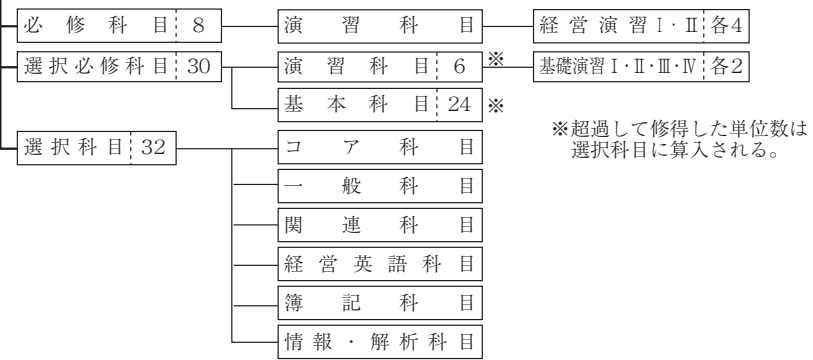 必修科目 8 演習科目 経営演習Ⅰ・Ⅱ 各4
選択必修科目 30 演習科目 6 ※ 基礎演習Ⅰ・Ⅱ・Ⅲ・Ⅳ 各2
基本科目 24 ※
※超過して修得した単位数は
選択科目に算入される。
選択科目 32 コア科目
一般科目
関連科目
経営英語科目
簿記科目
情報・解析科目